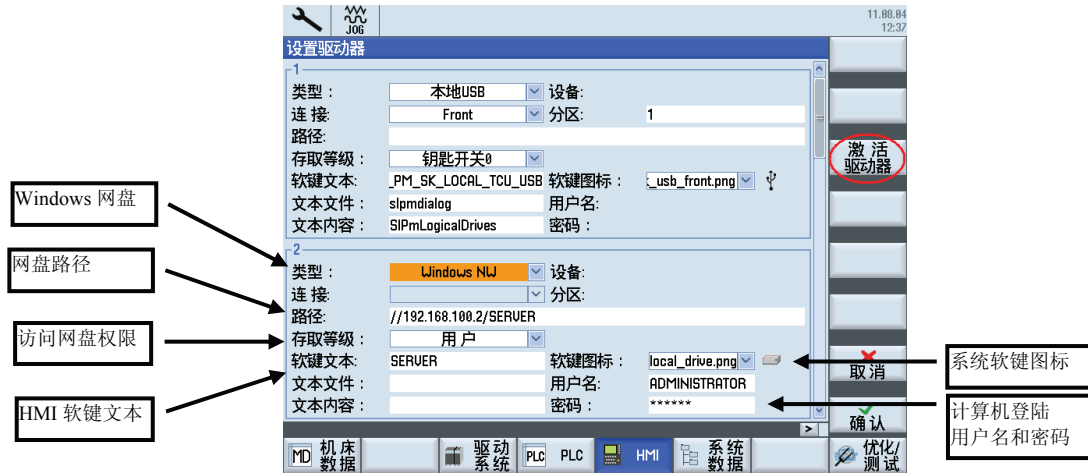 JOG
11.08.04
12:37
设置驱动器
1
类型：
本地USB
设备:
连接:
Front
分区:
1
路径:
存取等级：
钥匙开关0
软键文本:
_PM_SK_LOCAL_TCU_USB
软键图标：
t_usb_front.png
文本文件：
slpmdialog
用户名:
文本内容：
SlPmLogicalDrives
密码：
2
类型：
Windows NW
设备:
连接:
分区:
路径:
//192.168.100.2/SERVER
存取等级：
用户
软键文本:
SERVER
软键图标：
local_drive.png
文本文件：
用户名:
ADMINISTRATOR
文本内容：
密码：
******
激活
驱动器
取消
确认
MD 机床
数据
驱动
系统
PLC PLC
HMI
系统
数据
优化/
测试
Windows 网盘
网盘路径
访问网盘权限
HMI 软键文本
系统软键图标
计算机登陆
用户名和密码